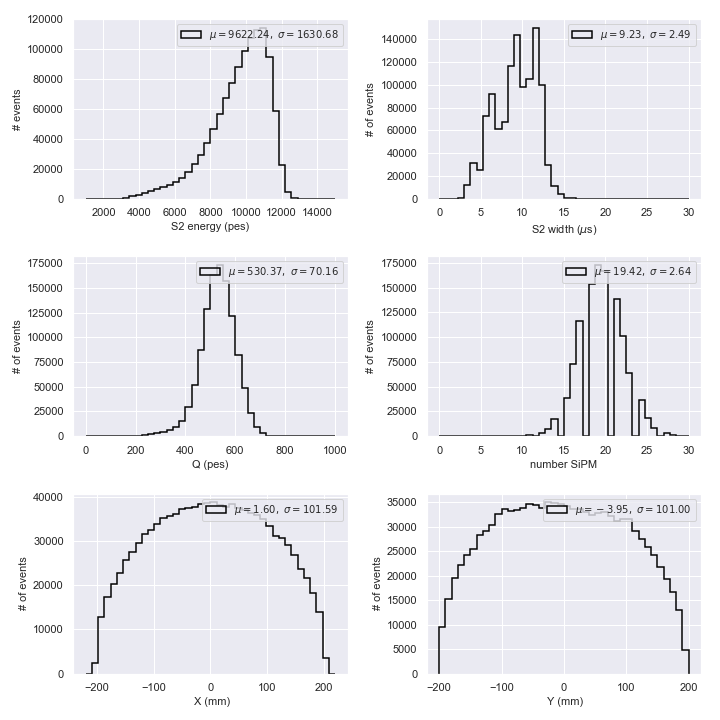 120000
100000
80000
60000
40000
20000
0
# events
μ = 9622.24, σ = 1630.68
2000 4000 6000 8000 10000 12000 14000
S2 energy (pes)
140000
120000
100000
80000
60000
40000
20000
0
# of events
μ = 9.23, σ = 2.49
0 5 10 15 20 25 30
S2 width (μs)
175000
150000
125000
100000
75000
50000
25000
0
# of events
μ = 530.37, σ = 70.16
0 200 400 600 800 1000
Q (pes)
175000
150000
125000
100000
75000
50000
25000
0
# of events
μ = 19.42, σ = 2.64
0 5 10 15 20 25 30
number SiPM
40000
30000
20000
10000
0
# of events
μ = 1.60, σ = 101.59
−200 −100 0 100 200
X (mm)
35000
30000
25000
20000
15000
10000
5000
0
# of events
μ = −3.95, σ = 101.00
−200 −100 0 100 200
Y (mm)